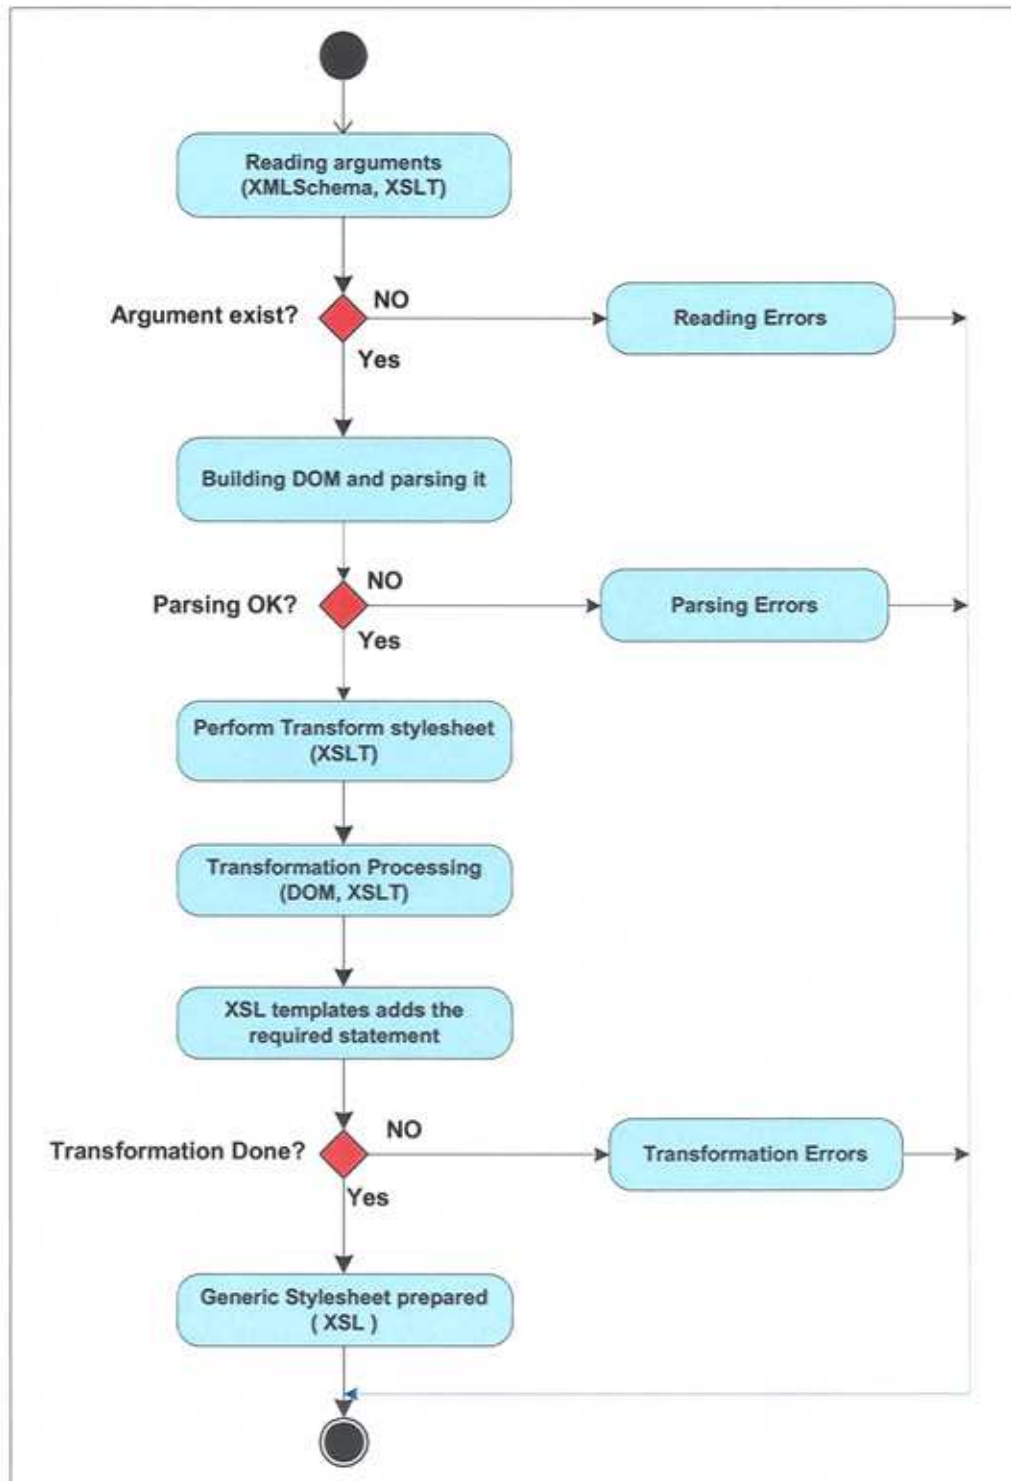 Reading arguments
(XMLSchema, XSLT)
Argument exist?
NO
Reading Errors
Yes
Building DOM and parsing it
NO
Parsing OK?
Parsing Errors
Yes
Perform Transform stylesheet
(XSLT)
Transformation Processing
(DOM, XSLT)
XSL templates adds the
required statement
NO
Transformation Done?
Transformation Errors
Yes
Generic Stylesheet prepared
( XSL )